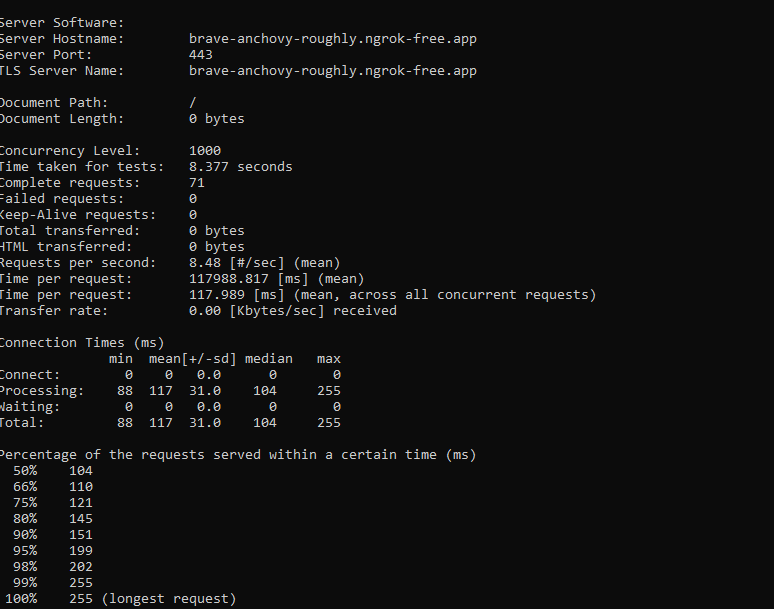 Server Software:
Server Hostname:        brave-anchovy-roughly.ngrok-free.app
Server Port:            443
TLS Server Name:        brave-anchovy-roughly.ngrok-free.app

Document Path:          /
Document Length:        0 bytes

Concurrency Level:      1000
Time taken for tests:   8.377 seconds
Complete requests:      71
Failed requests:        0
Keep-Alive requests:    0
Total transferred:      0 bytes
HTML transferred:       0 bytes
Requests per second:    8.48 [#/sec] (mean)
Time per request:       117988.817 [ms] (mean)
Time per request:       117.989 [ms] (mean, across all concurrent requests)
Transfer rate:          0.00 [Kbytes/sec] received

Connection Times (ms)
              min  mean[+/-sd] median   max
Connect:        0    0   0.0      0       0
Processing:    88  117  31.0    104     255
Waiting:        0    0   0.0      0       0
Total:         88  117  31.0    104     255

Percentage of the requests served within a certain time (ms)
  50%    104
  66%    110
  75%    121
  80%    145
  90%    151
  95%    199
  98%    202
  99%    255
 100%    255 (longest request)